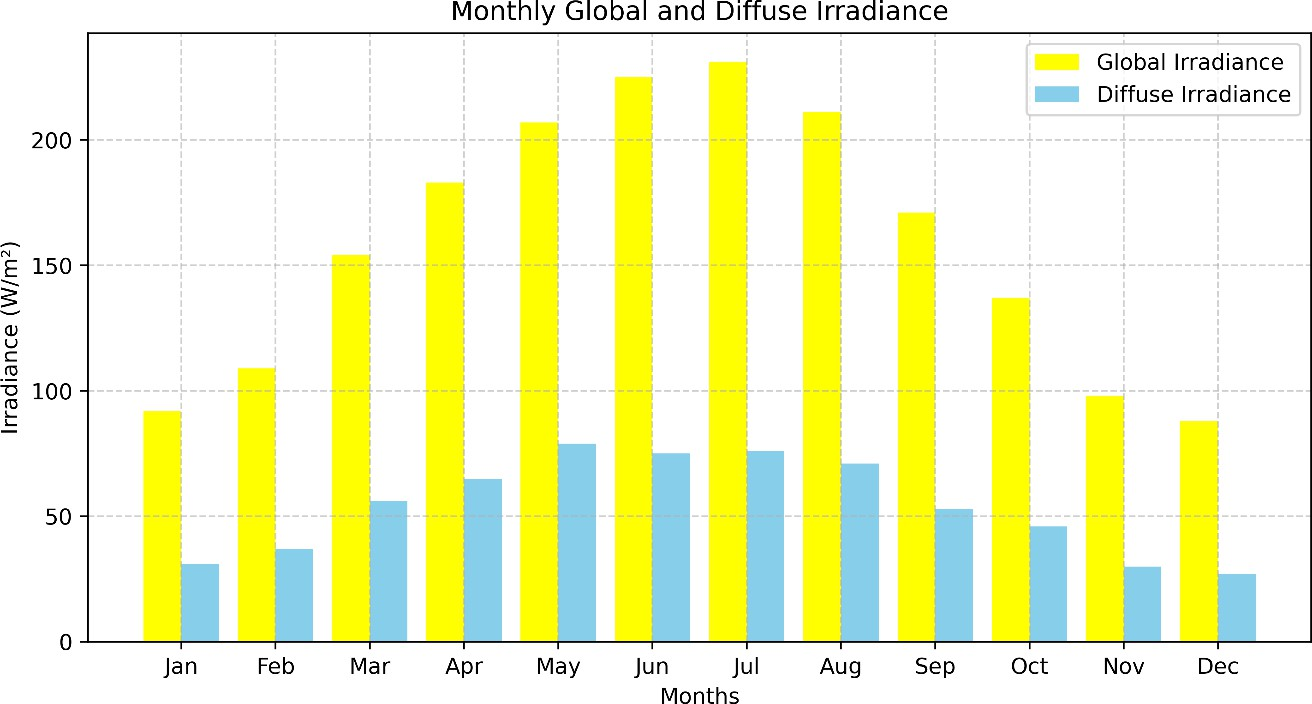 Monthly Global and Diffuse Irradiance
Global Irradiance
Diffuse Irradiance
Irradiance (W/m²)
200
150
100
50
0
Jan Feb Mar Apr May Jun Jul Aug Sep Oct Nov Dec
Months